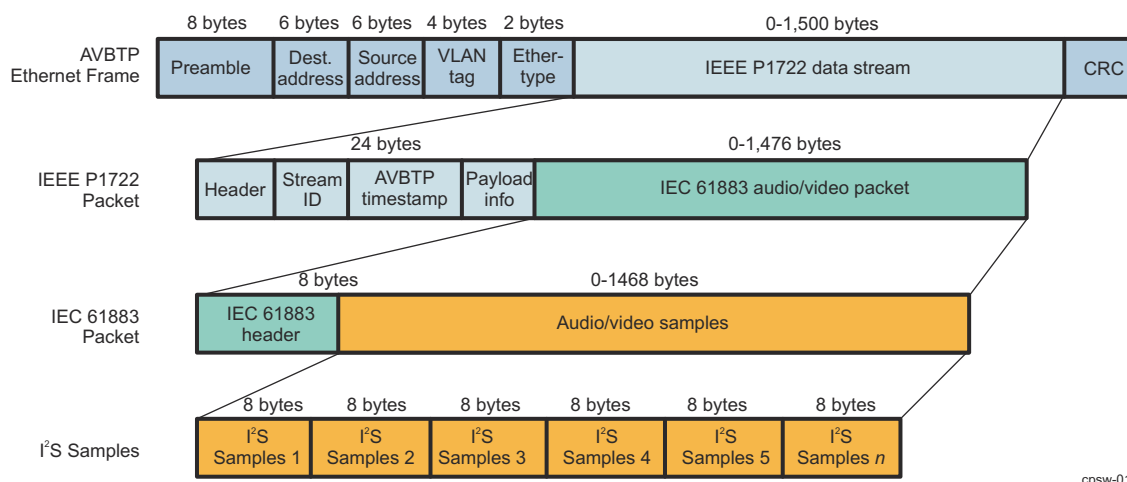 8 bytes 6 bytes 6 bytes 4 bytes 2 bytes 0-1,500 bytes
AVBTP
Ethernet Frame
Preamble
Dest.
address
Source
address
VLAN
tag
Ether-
type
IEEE P1722 data stream
CRC
24 bytes 0-1,476 bytes
IEEE P1722
Packet
Header
Stream
ID
AVBTP
timestamp
Payload
info
IEC 61883 audio/video packet
8 bytes 0-1468 bytes
IEC 61883
Packet
IEC 61883
header
Audio/video samples
8 bytes 8 bytes 8 bytes 8 bytes 8 bytes 8 bytes
I²S Samples
I²S
Samples 1
I²S
Samples 2
I²S
Samples 3
I²S
Samples 4
I²S
Samples 5
I²S
Samples n